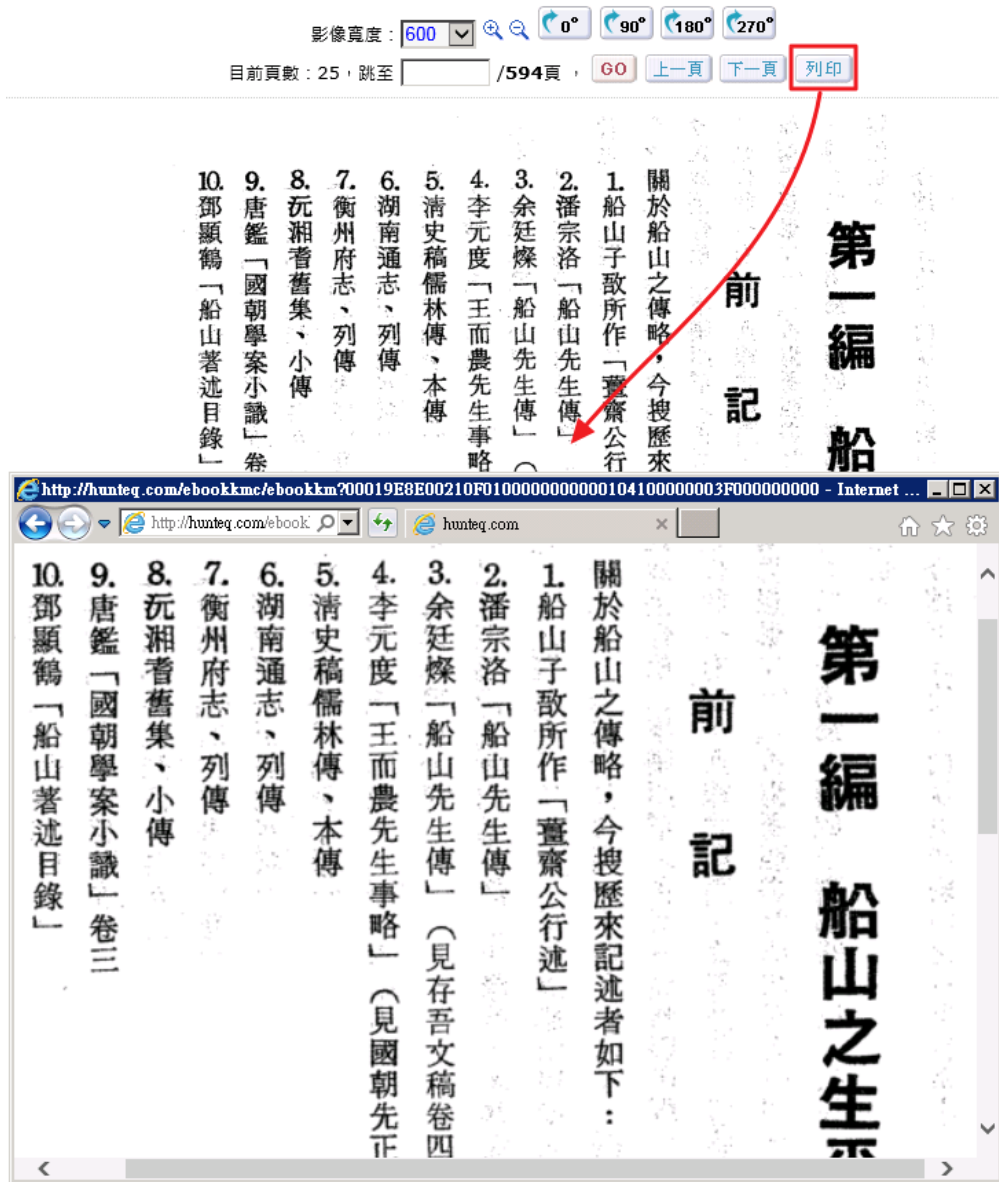 影像寬度：600 0° 90° 180° 270°
目前頁數：25，跳至 /594頁， GO 上一頁 下一頁 列印
第一編 船
前記
關於船山之傳略，今搜歷來
1.船山子敔所作「薑齋公行
2.潘宗洛「船山先生傳」
3.余廷燦「船山先生傳」（
4.李元度「王而農先生事略
5.清史稿儒林傳、本傳
6.湖南通志、列傳
7.衡州府志、列傳
8.沅湘耆舊集、小傳
9.唐鑑「國朝學案小識」卷
10.鄧顯鶴「船山著述目錄」
http://hunteq.com/ebookkmc/ebookkm?00019E8E00210F01000000000000104100000003F000000000 - Internet ...
http://hunteq.com/ebook hunteq.com
第一編 船山之生
前記
關於船山之傳略，今搜歷來記述者如下：
1.船山子敔所作「薑齋公行述」
2.潘宗洛「船山先生傳」
3.余廷燦「船山先生傳」（見存吾文稿卷四
4.李元度「王而農先生事略」（見國朝先正
5.清史稿儒林傳、本傳
6.湖南通志、列傳
7.衡州府志、列傳
8.沅湘耆舊集、小傳
9.唐鑑「國朝學案小識」卷三
10.鄧顯鶴「船山著述目錄」